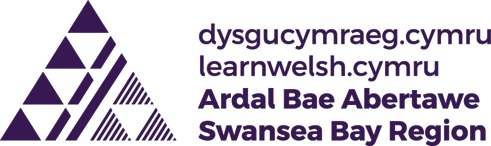 dysgucymraeg.cymru
learnwelsh.cymru
Ardal Bae Abertawe
Swansea Bay Region